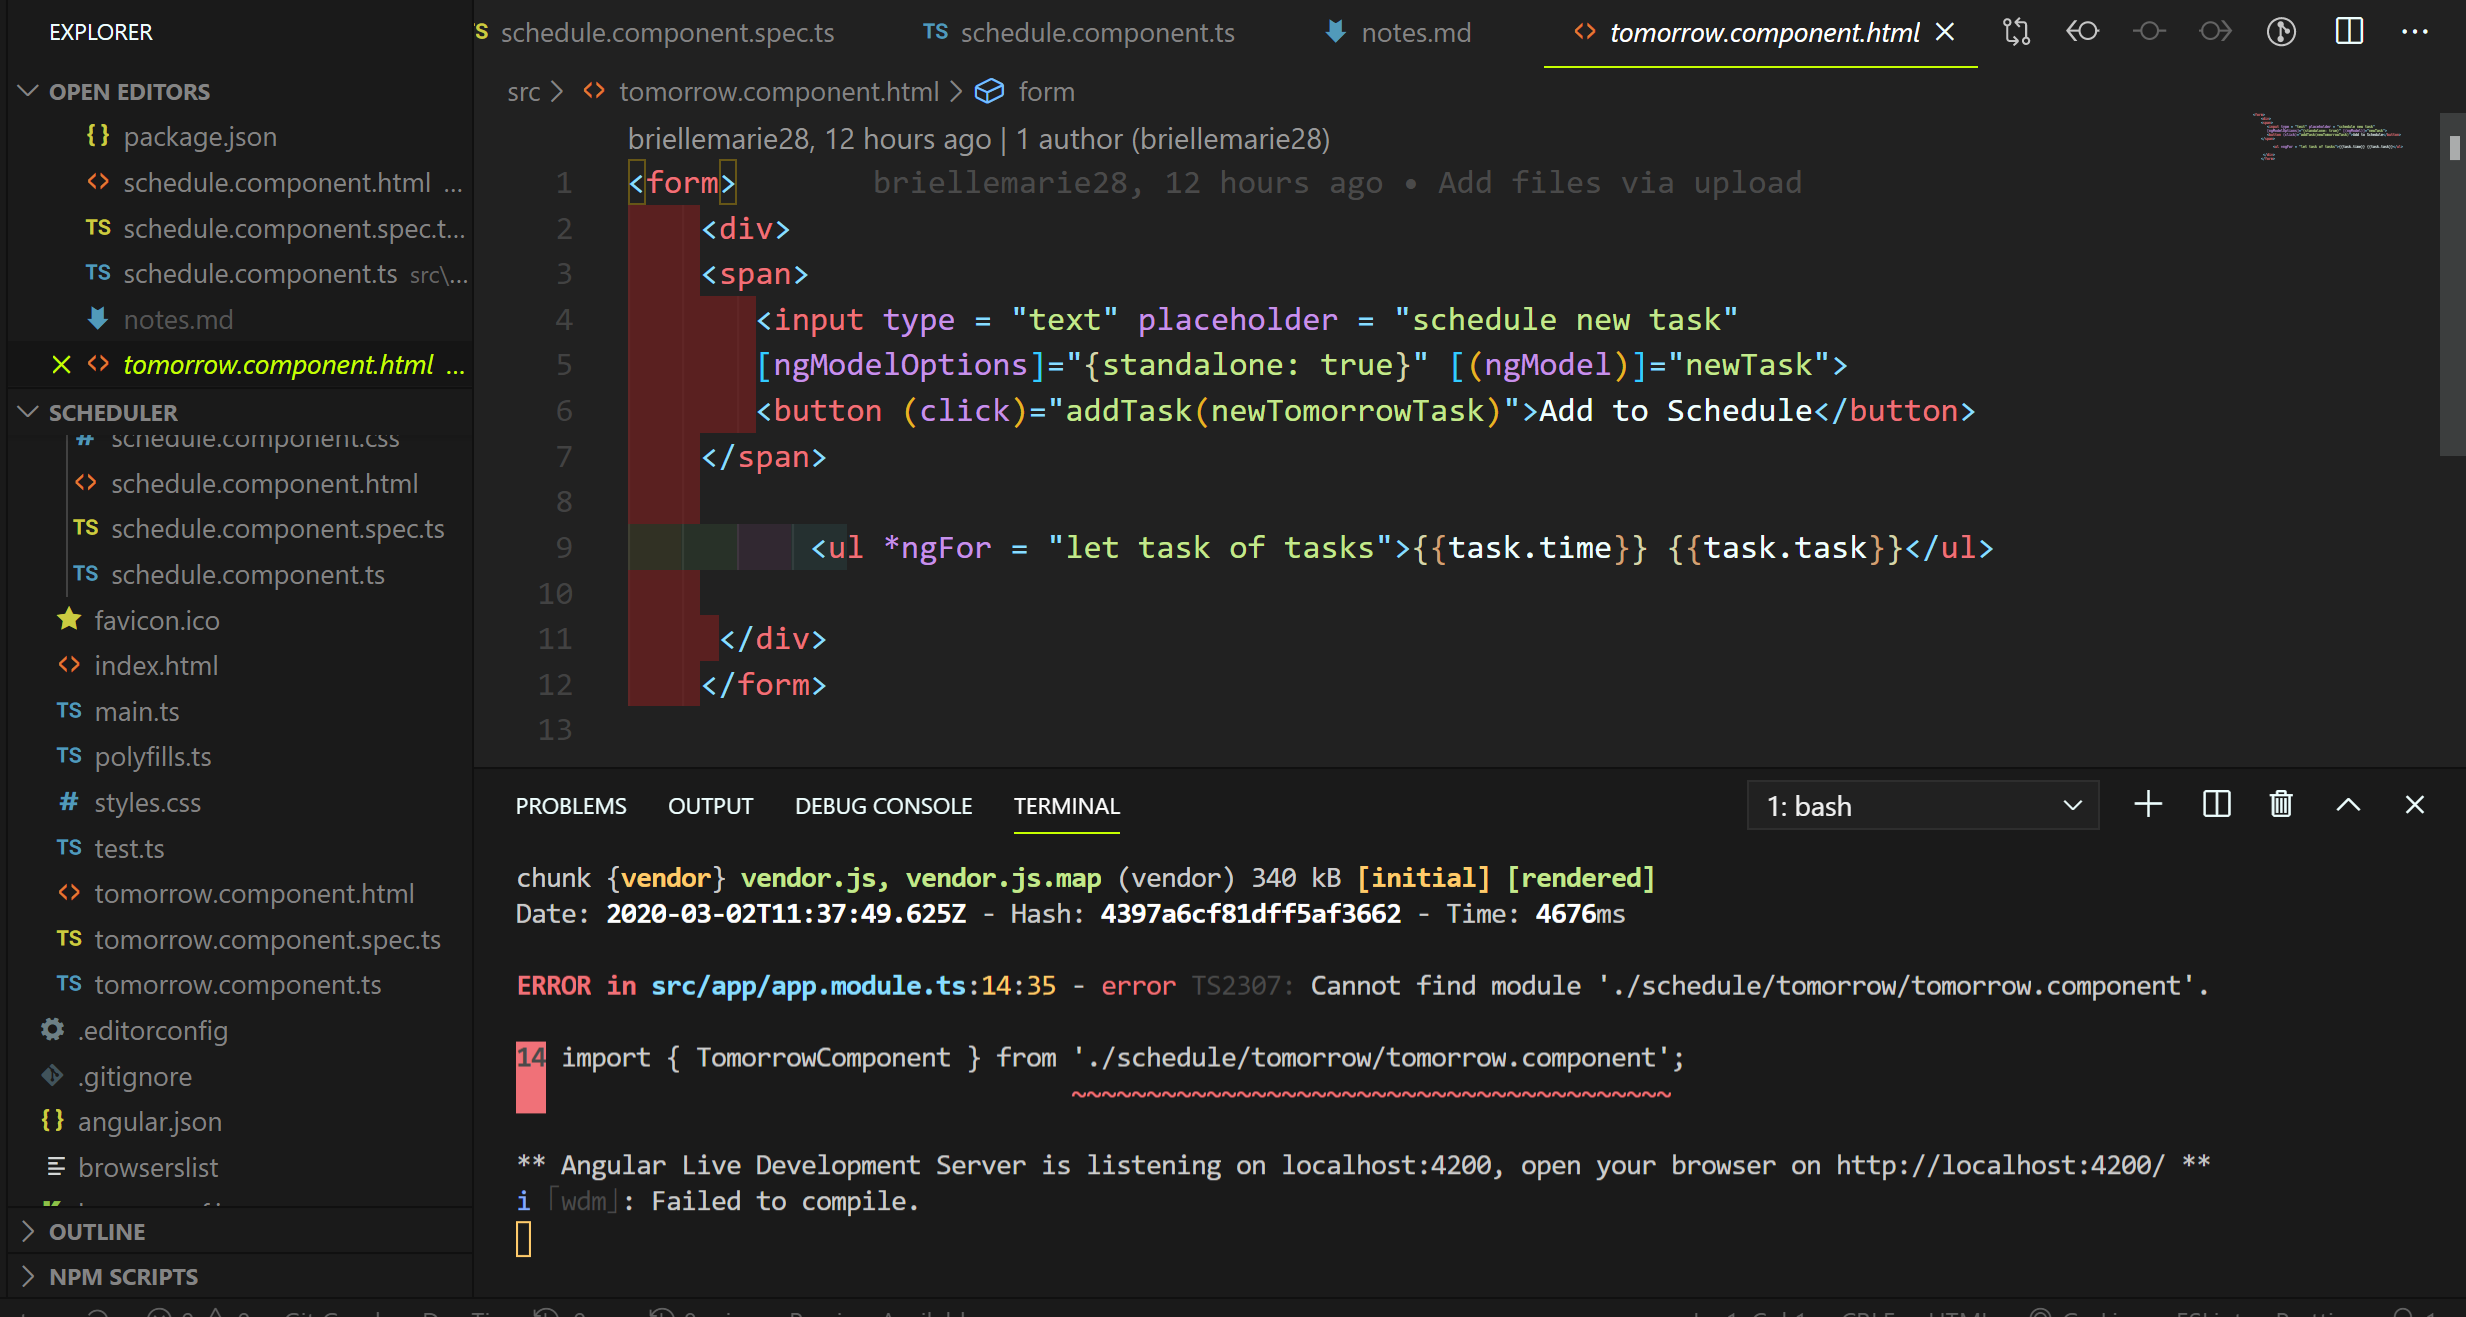 EXPLORER
OPEN EDITORS
package.json
schedule.component.html ...
TS schedule.component.spec.t...
TS schedule.component.ts src\...
notes.md
tomorrow.component.html ...
SCHEDULER
# schedule.component.css
schedule.component.html
TS schedule.component.spec.ts
TS schedule.component.ts
favicon.ico
index.html
TS main.ts
TS polyfills.ts
# styles.css
TS test.ts
tomorrow.component.html
TS tomorrow.component.spec.ts
TS tomorrow.component.ts
.editorconfig
.gitignore
{} angular.json
browserslist
OUTLINE
NPM SCRIPTS
TS schedule.component.spec.ts
TS schedule.component.ts
notes.md
<> tomorrow.component.html
src > <> tomorrow.component.html > form
briellemarie28, 12 hours ago | 1 author (briellemarie28)
1 <form> briellemarie28, 12 hours ago • Add files via upload
2 <div>
3 <span>
4 <input type = "text" placeholder = "schedule new task"
5 [ngModelOptions]="{standalone: true}" [(ngModel)]="newTask">
6 <button (click)="addTask(newTomorrowTask)">Add to Schedule</button>
7 </span>
8
9 <ul *ngFor = "let task of tasks">{{task.time}} {{task.task}}</ul>
10
11 </div>
12 </form>
13
PROBLEMS OUTPUT DEBUG CONSOLE TERMINAL
1: bash
chunk {vendor} vendor.js, vendor.js.map (vendor) 340 kB [initial] [rendered]
Date: 2020-03-02T11:37:49.625Z - Hash: 4397a6cf81dff5af3662 - Time: 4676ms
ERROR in src/app/app.module.ts:14:35 - error TS2307: Cannot find module './schedule/tomorrow/tomorrow.component'.
14 import { TomorrowComponent } from './schedule/tomorrow/tomorrow.component';
~~~~~~~~~~~~~~~~~~~~~~~~~~~~~~~~~~~~~~~~
** Angular Live Development Server is listening on localhost:4200, open your browser on http://localhost:4200/ **
i ｢wdm｣: Failed to compile.